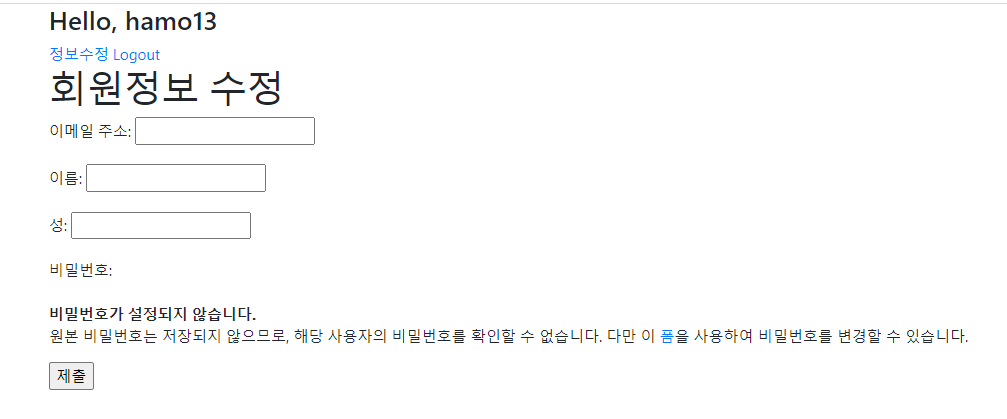 Hello, hamo13
정보수정 Logout
회원정보 수정
이메일 주소:
이름:
성:
비밀번호:
비밀번호가 설정되지 않습니다.
원본 비밀번호는 저장되지 않으므로, 해당 사용자의 비밀번호를 확인할 수 없습니다. 다만 이 폼을 사용하여 비밀번호를 변경할 수 있습니다.
제출